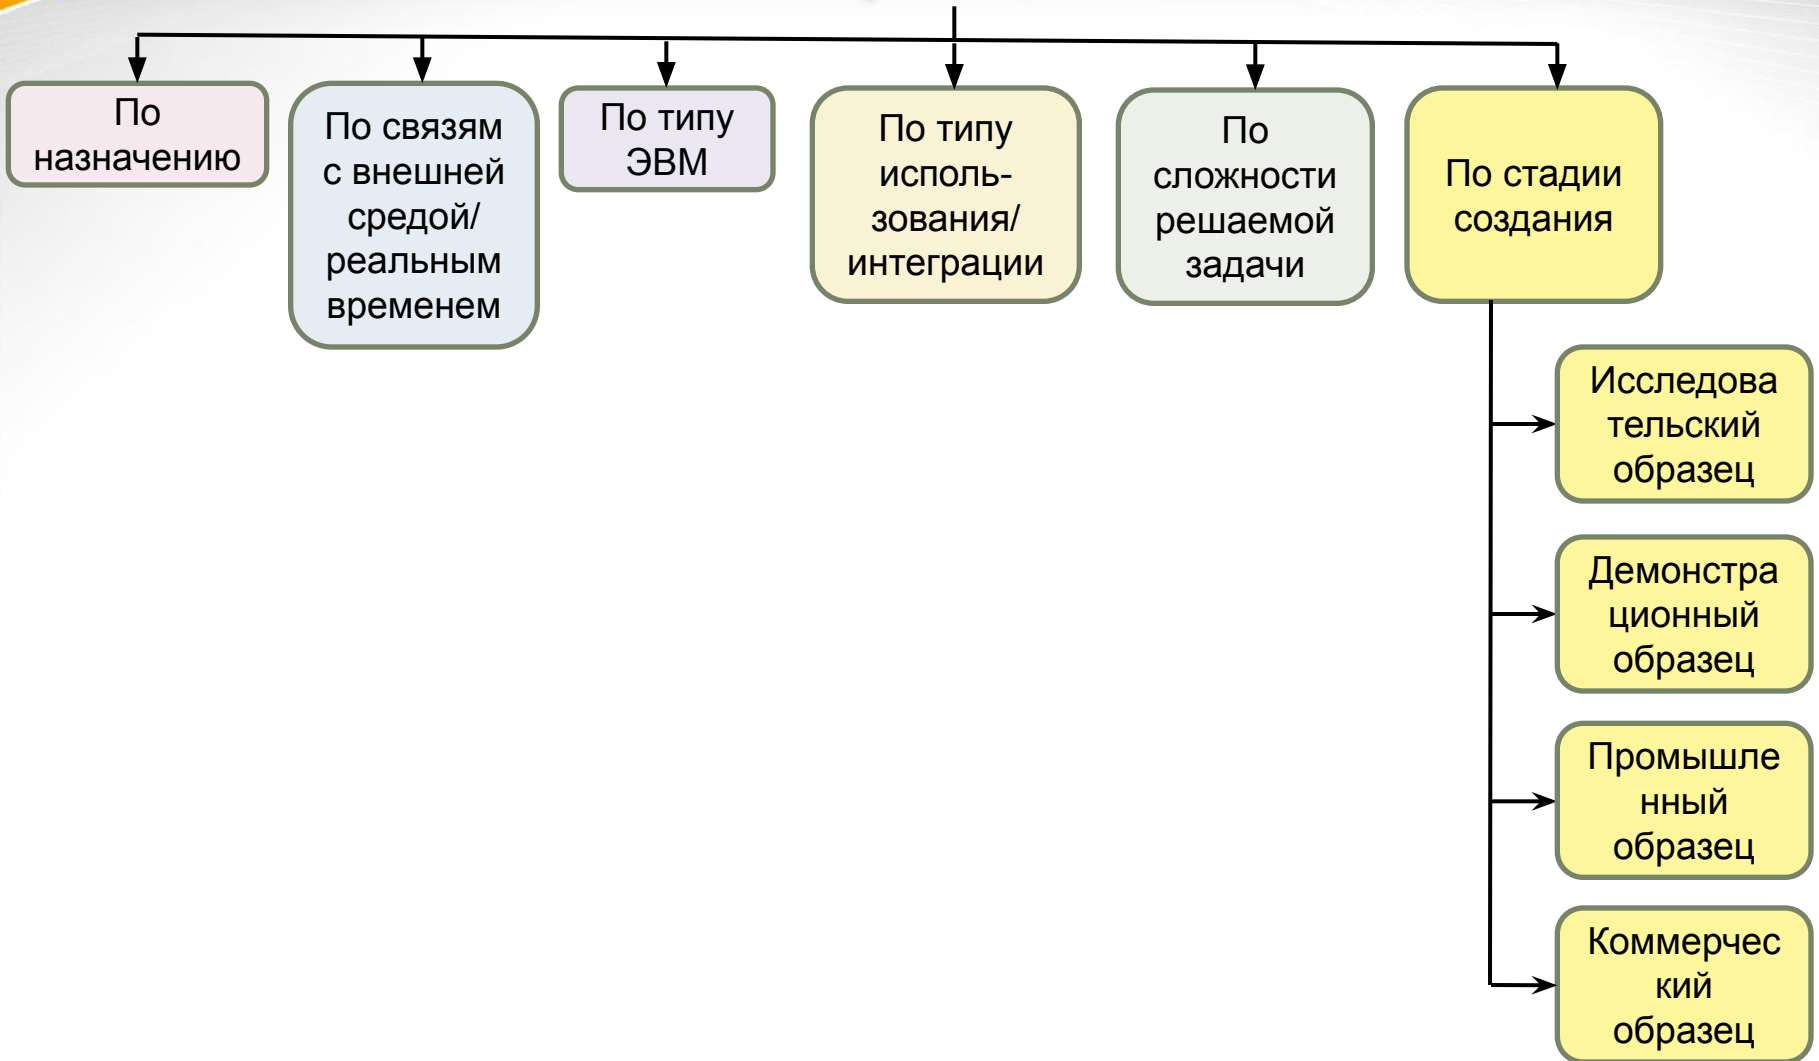 По
назначению
По связям
с внешней
средой/
реальным
временем
По типу
ЭВМ
По типу
исполь-
зования/
интеграции
По
сложности
решаемой
задачи
По стадии
создания
Исследова
тельский
образец
Демонстра
ционный
образец
Промышле
нный
образец
Коммерчес
кий
образец